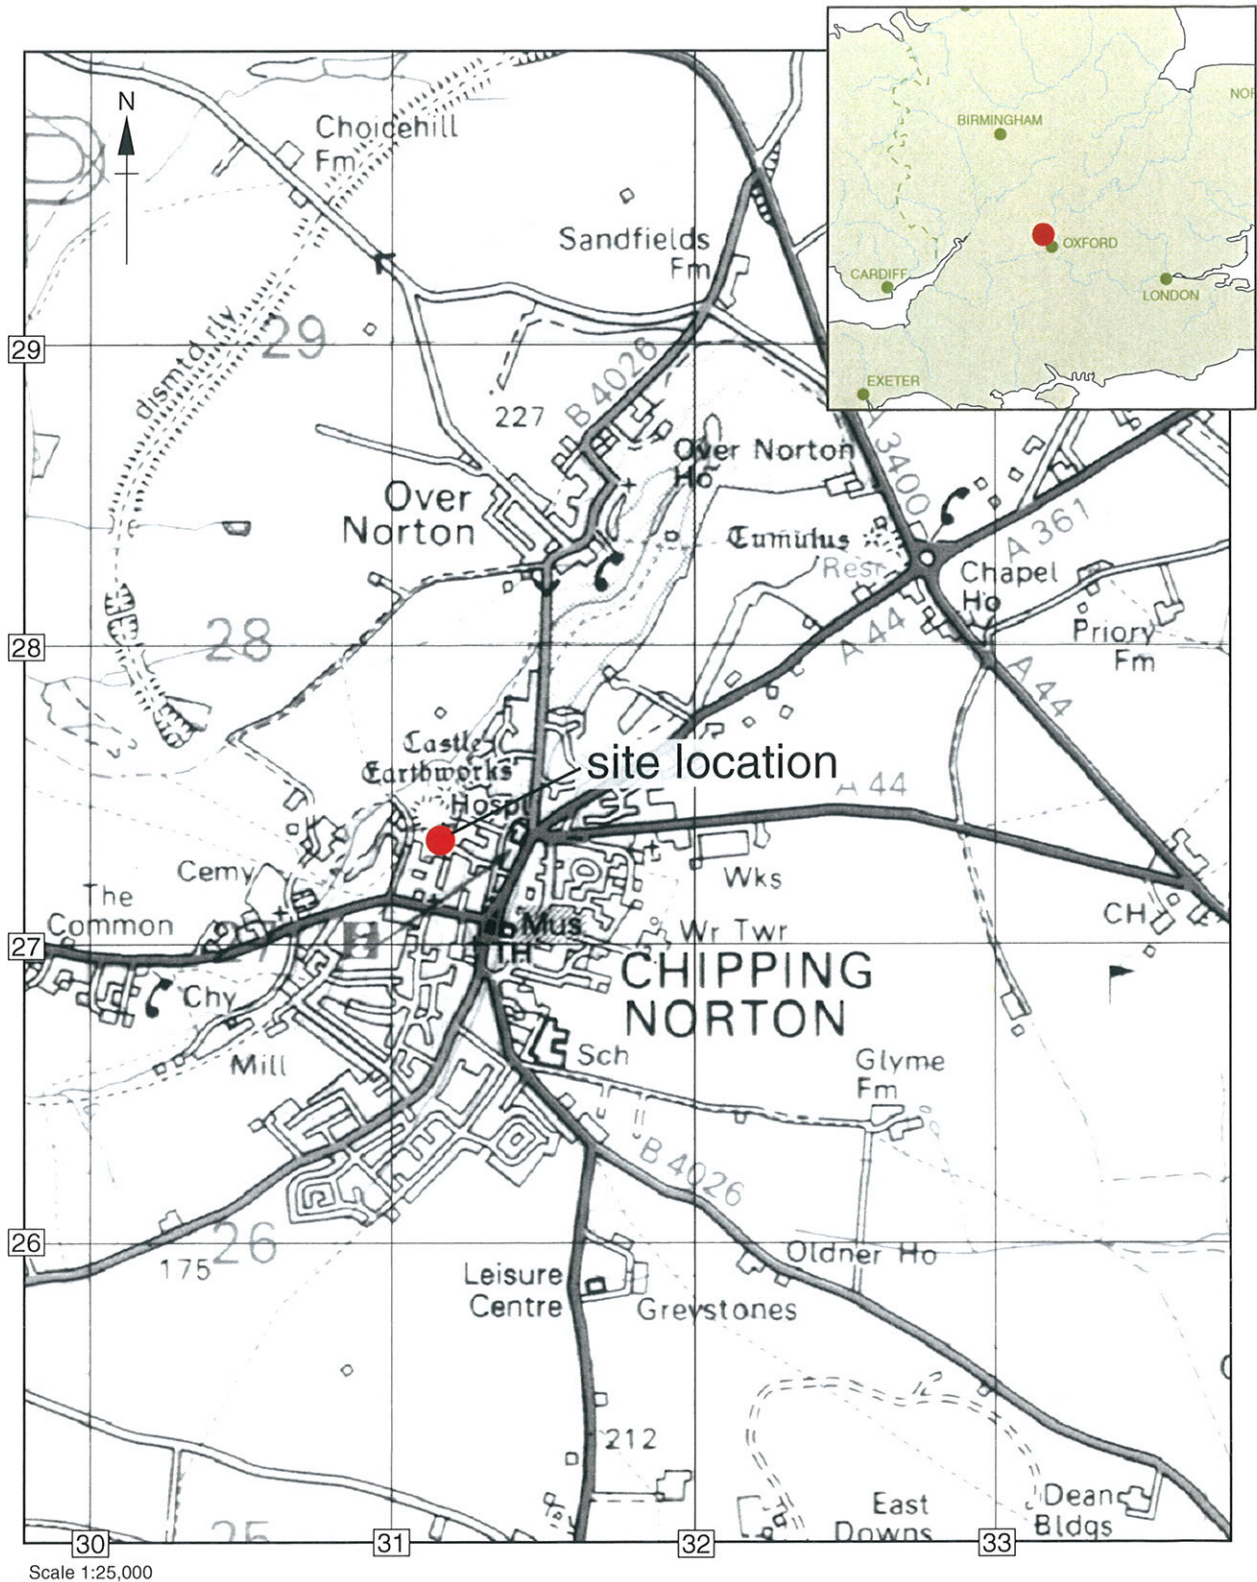 N
Choicehill
Fm
BIRMINGHAM
NOR
OXFORD
CARDIFF
LONDON
EXETER
Sandfields
Fm
dismtd rly
29
29
B 4026
227
Over Norton
Ho
A 3400
Over
Norton
Tumulus
Resr
A 361
Chapel
Ho
Priory
Fm
28
28
A 44
A 44
Castle
Earthworks
site location
Hospl
A 44
Cemy
Wks
The
Common
CH
27
27
H
Mus
TH
Wr Twr
CHIPPING
NORTON
Chy
Mill
Sch
Glyme
Fm
B 4026
26
26
175
Oldner Ho
Leisure
Centre
Greystones
212
East
Downs
Dean
Bldgs
25
30
31
32
33
Scale 1:25,000